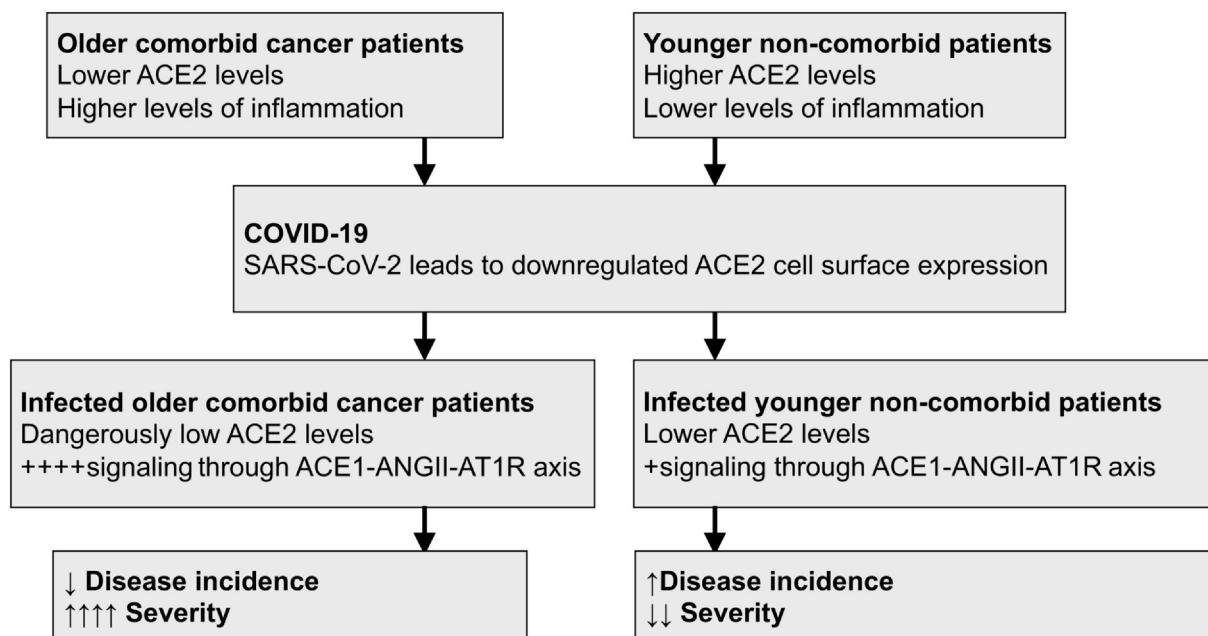 Older comorbid cancer patients
Lower ACE2 levels
Higher levels of inflammation
Younger non-comorbid patients
Higher ACE2 levels
Lower levels of inflammation
COVID-19
SARS-CoV-2 leads to downregulated ACE2 cell surface expression
Infected older comorbid cancer patients
Dangerously low ACE2 levels
++++signaling through ACE1-ANGII-AT1R axis
Infected younger non-comorbid patients
Lower ACE2 levels
+signaling through ACE1-ANGII-AT1R axis
↓ Disease incidence
↑↑↑↑ Severity
↑Disease incidence
↓↓ Severity